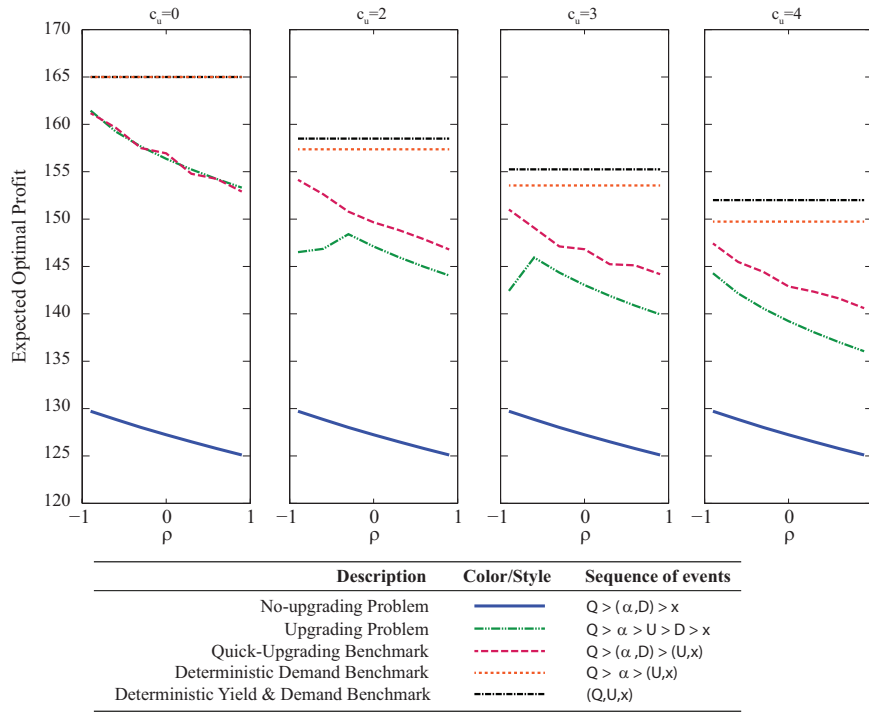 c_u=0 c_u=2 c_u=3 c_u=4
170
165
160
155
150
145
140
135
130
125
120
Expected Optimal Profit
−1 0 1 −1 0 1 −1 0 1 −1 0
ρ ρ ρ ρ
Description Color/Style Sequence of events
No-upgrading Problem Q > (α,D) > x
Upgrading Problem Q > α > U > D > x
Quick-Upgrading Benchmark Q > (α,D) > (U,x)
Deterministic Demand Benchmark Q > α > (U,x)
Deterministic Yield & Demand Benchmark (Q,U,x)